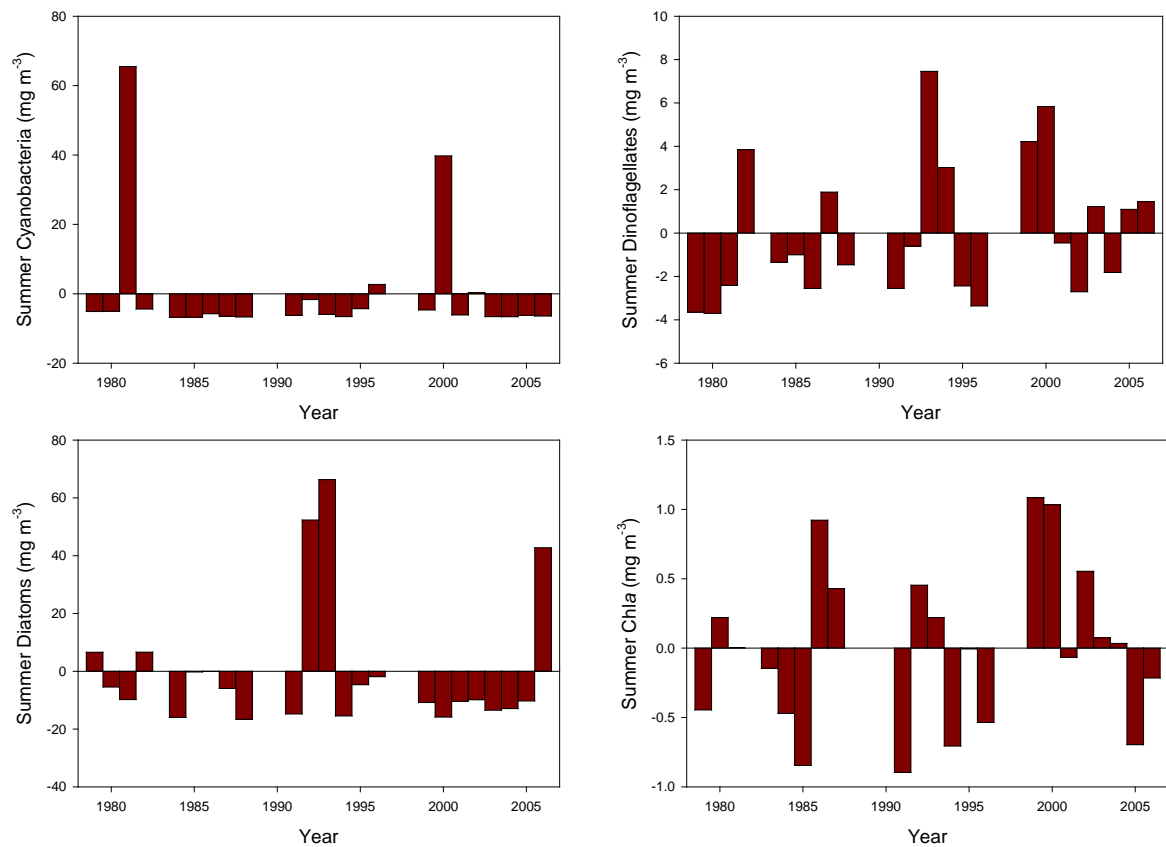 Summer Cyanobacteria (mg m-3)
80
60
40
20
0
-20
1980 1985 1990 1995 2000 2005
Year
Summer Dinoflagellates (mg m-3)
10
8
6
4
2
0
-2
-4
-6
1980 1985 1990 1995 2000 2005
Year
Summer Diatoms (mg m-3)
80
60
40
20
0
-20
-40
1980 1985 1990 1995 2000 2005
Year
Summer Chla (mg m-3)
1.5
1.0
0.5
0.0
-0.5
-1.0
1980 1985 1990 1995 2000 2005
Year